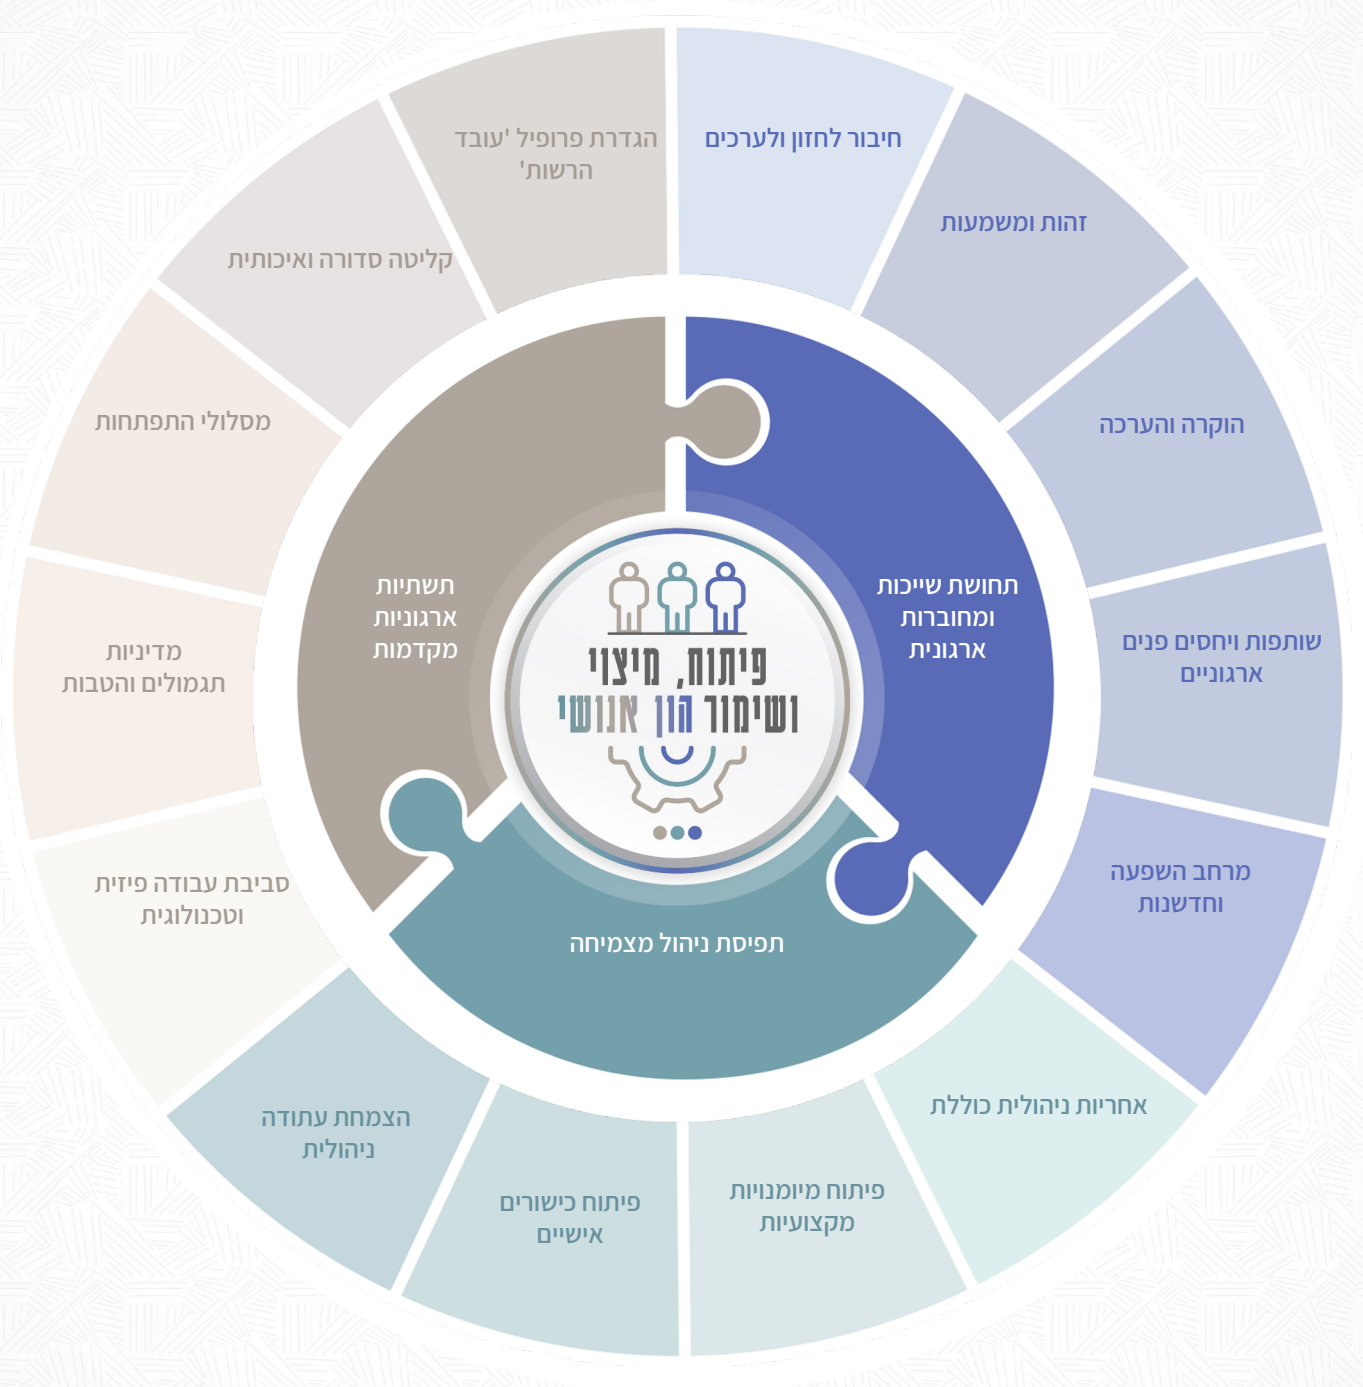 חיבור לחזון ולערכים
זהות ומשמעות
הוקרה והערכה
שותפות ויחסים פנים
ארגוניים
מרחב השפעה
וחדשנות
אחריות ניהולית כוללת
פיתוח מיומנויות
מקצועיות
פיתוח כישורים
אישיים
הצמחת עתודה
ניהולית
סביבת עבודה פיזית
וטכנולוגית
מדיניות
תגמולים והטבות
מסלולי התפתחות
קליטה סדורה ואיכותית
הגדרת פרופיל 'עובד
הרשות'
תחושת שייכות
ומחוברות
ארגונית
תפיסת ניהול מצמיחה
תשתיות
ארגוניות
מקדמות
פיתוח, מיצוי
ושימור הון אנושי